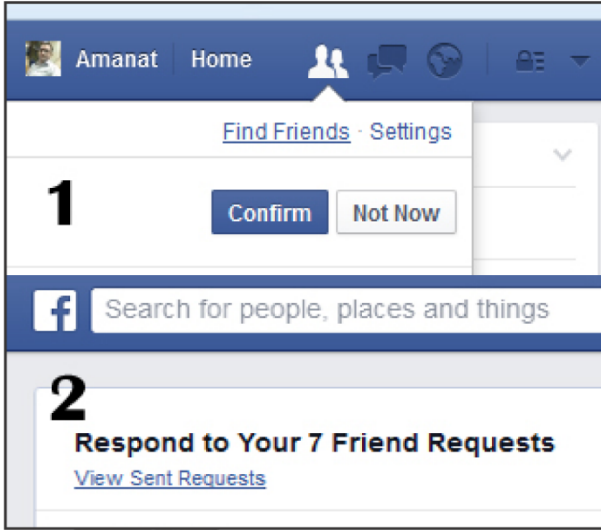 Amanat Home
Find Friends · Settings
1
Confirm Not Now
f Search for people, places and things
2
Respond to Your 7 Friend Requests
View Sent Requests